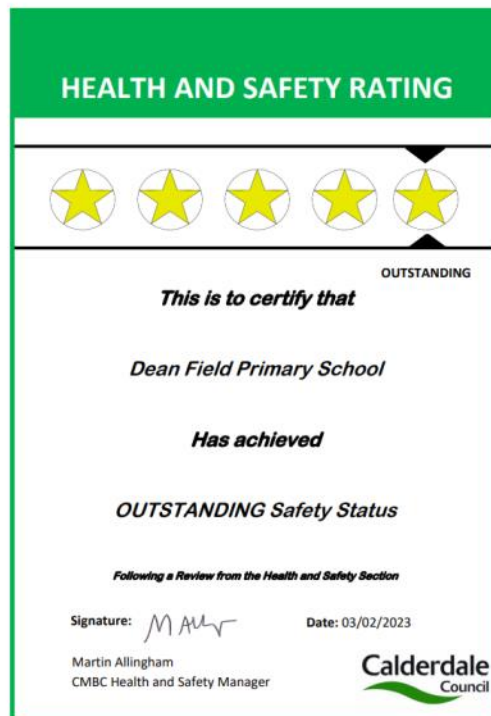 HEALTH AND SAFETY RATING
OUTSTANDING
This is to certify that
Dean Field Primary School
Has achieved
OUTSTANDING Safety Status
Following a Review from the Health and Safety Section
Signature: Date: 03/02/2023
Martin Allingham
CMBC Health and Safety Manager
Calderdale
Council